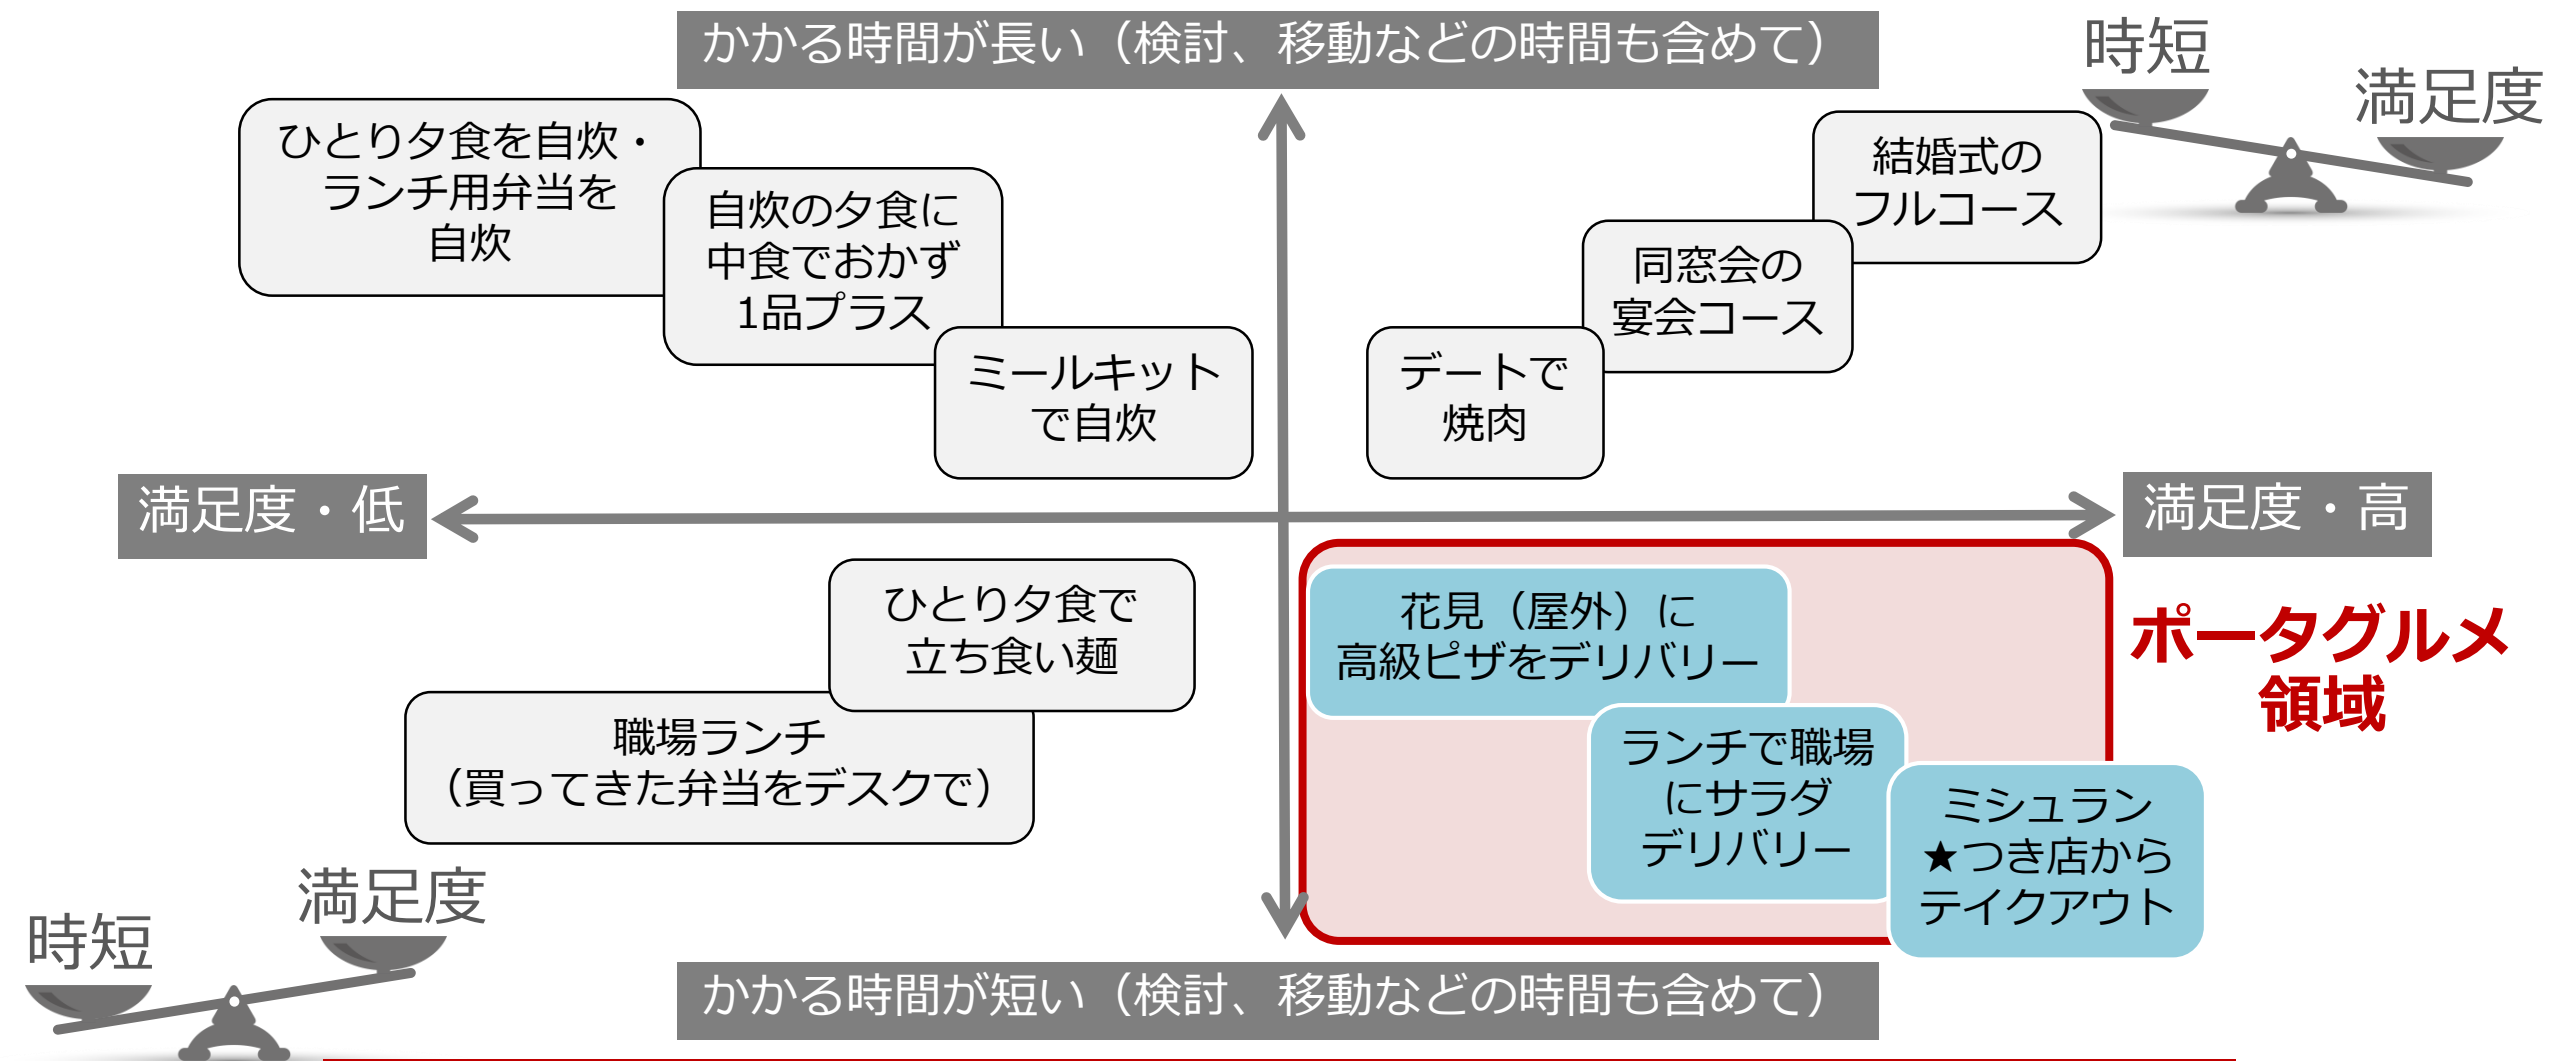 かかる時間が長い（検討、移動などの時間も含めて）
時短
満足度
ひとり夕食を自炊・
ランチ用弁当を
自炊
自炊の夕食に
中食でおかず
1品プラス
ミールキット
で自炊
結婚式の
フルコース
同窓会の
宴会コース
デートで
焼肉
満足度・低
満足度・高
ひとり夕食で
立ち食い麺
職場ランチ
（買ってきた弁当をデスクで）
花見（屋外）に
高級ピザをデリバリー
ランチで職場
にサラダ
デリバリー
ミシュラン
★つき店から
テイクアウト
ポータグルメ
領域
時短
満足度
かかる時間が短い（検討、移動などの時間も含めて）